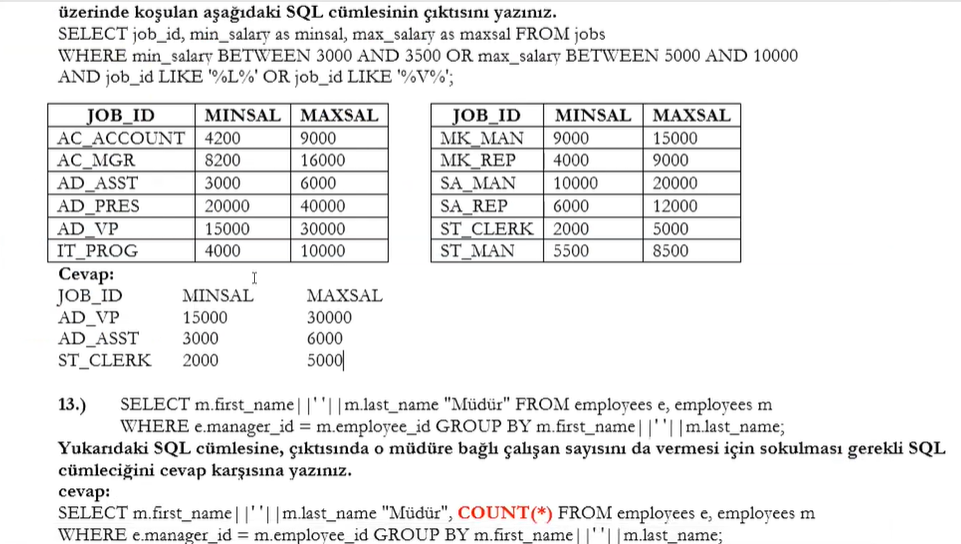 üzerinde koşulan aşağıdaki SQL cümlesinin çıktısını yazınız.
SELECT job_id, min_salary as minsal, max_salary as maxsal FROM jobs
WHERE min_salary BETWEEN 3000 AND 3500 OR max_salary BETWEEN 5000 AND 10000
AND job_id LIKE '%L%' OR job_id LIKE '%V%';
JOB_ID MINSAL MAXSAL
AC_ACCOUNT 4200 9000
AC_MGR 8200 16000
AD_ASST 3000 6000
AD_PRES 20000 40000
AD_VP 15000 30000
IT_PROG 4000 10000
JOB_ID MINSAL MAXSAL
MK_MAN 9000 15000
MK_REP 4000 9000
SA_MAN 10000 20000
SA_REP 6000 12000
ST_CLERK 2000 5000
ST_MAN 5500 8500
Cevap:
JOB_ID MINSAL MAXSAL
AD_VP 15000 30000
AD_ASST 3000 6000
ST_CLERK 2000 5000
13.) SELECT m.first_name||' '||m.last_name "Müdür" FROM employees e, employees m
WHERE e.manager_id = m.employee_id GROUP BY m.first_name||' '||m.last_name;
Yukarıdaki SQL cümlesine, çıktısında o müdüre bağlı çalışan sayısını da vermesi için sokulması gerekli SQL
cümleciğini cevap karşısına yazınız.
cevap:
SELECT m.first_name||' '||m.last_name "Müdür", COUNT(*) FROM employees e, employees m
WHERE e.manager_id = m.employee_id GROUP BY m.first_name||' '||m.last_name;